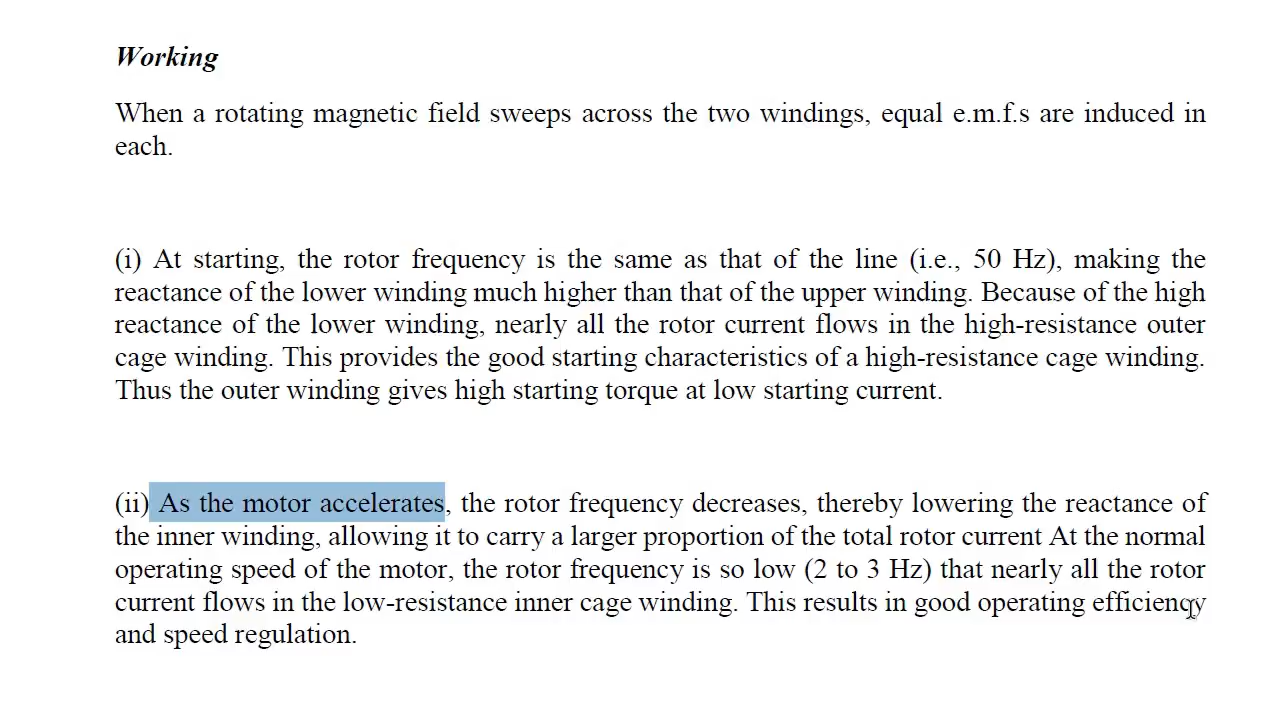 Working
When a rotating magnetic field sweeps across the two windings, equal e.m.f.s are induced in
each.
(i) At starting, the rotor frequency is the same as that of the line (i.e., 50 Hz), making the
reactance of the lower winding much higher than that of the upper winding. Because of the high
reactance of the lower winding, nearly all the rotor current flows in the high-resistance outer
cage winding. This provides the good starting characteristics of a high-resistance cage winding.
Thus the outer winding gives high starting torque at low starting current.
(ii) As the motor accelerates, the rotor frequency decreases, thereby lowering the reactance of
the inner winding, allowing it to carry a larger proportion of the total rotor current At the normal
operating speed of the motor, the rotor frequency is so low (2 to 3 Hz) that nearly all the rotor
current flows in the low-resistance inner cage winding. This results in good operating efficiency
and speed regulation.